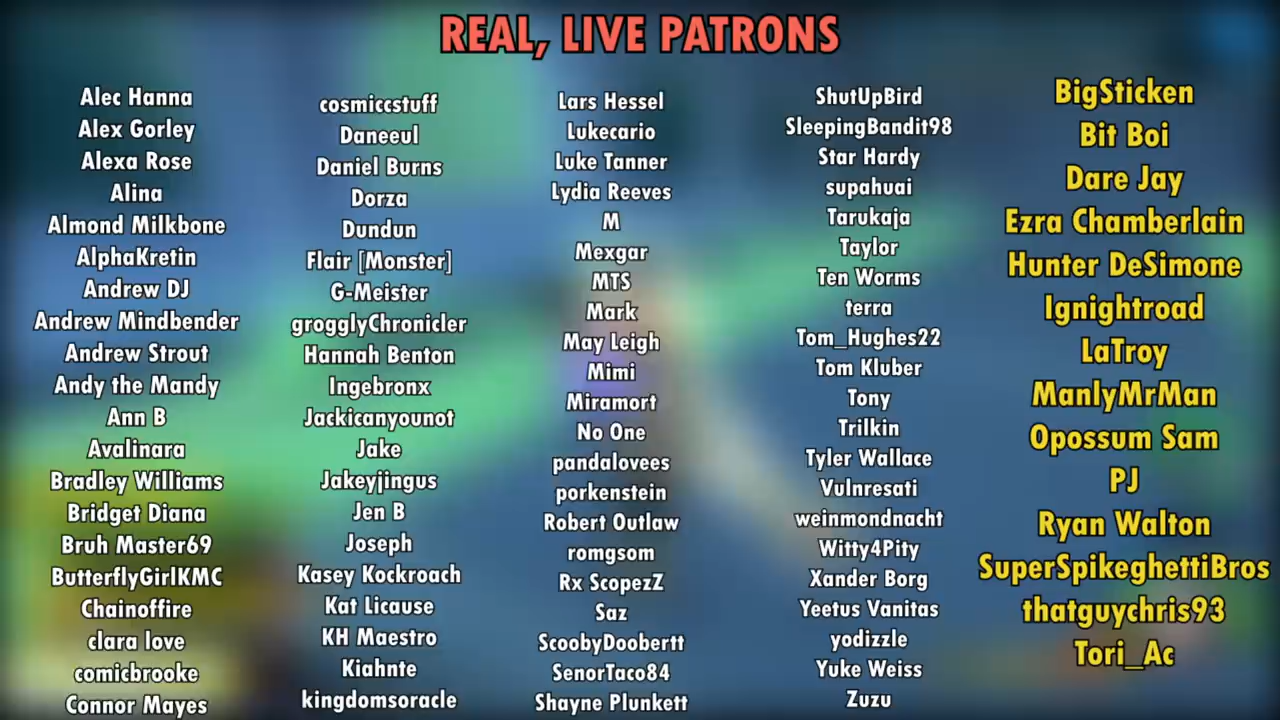 REAL, LIVE PATRONS
Alec Hanna
Alex Gorley
Alexa Rose
Alina
Almond Milkbone
AlphaKretin
Andrew DJ
Andrew Mindbender
Andrew Strout
Andy the Mandy
Ann B
Avalinara
Bradley Williams
Bridget Diana
Bruh Master69
ButterflyGirlKMC
Chainoffire
clara love
comicbrooke
Connor Mayes
cosmiccstuff
Daneeul
Daniel Burns
Dorza
Dundun
Flair [Monster]
G-Meister
grogglyChronicler
Hannah Benton
Ingebronx
Jackicanyounot
Jake
Jakeyjingus
Jen B
Joseph
Kasey Kockroach
Kat Licause
KH Maestro
Kiahnte
kingdomsoracle
Lars Hessel
Lukecario
Luke Tanner
Lydia Reeves
M
Mexgar
MTS
Mark
May Leigh
Mimi
Miramort
No One
pandalovees
porkenstein
Robert Outlaw
romgsom
Rx ScopezZ
Saz
ScoobyDoobertt
SenorTaco84
Shayne Plunkett
ShutUpBird
SleepingBandit98
Star Hardy
supahuai
Tarukaja
Taylor
Ten Worms
terra
Tom_Hughes22
Tom Kluber
Tony
Trilkin
Tyler Wallace
Vulnresati
weinmondnacht
Witty4Pity
Xander Borg
Yeetus Vanitas
yodizzle
Yuke Weiss
Zuzu
BigSticken
Bit Boi
Dare Jay
Ezra Chamberlain
Hunter DeSimone
Ignightroad
LaTroy
ManlyMrMan
Opossum Sam
PJ
Ryan Walton
SuperSpikeghettiBros
thatguychris93
Tori_Ac